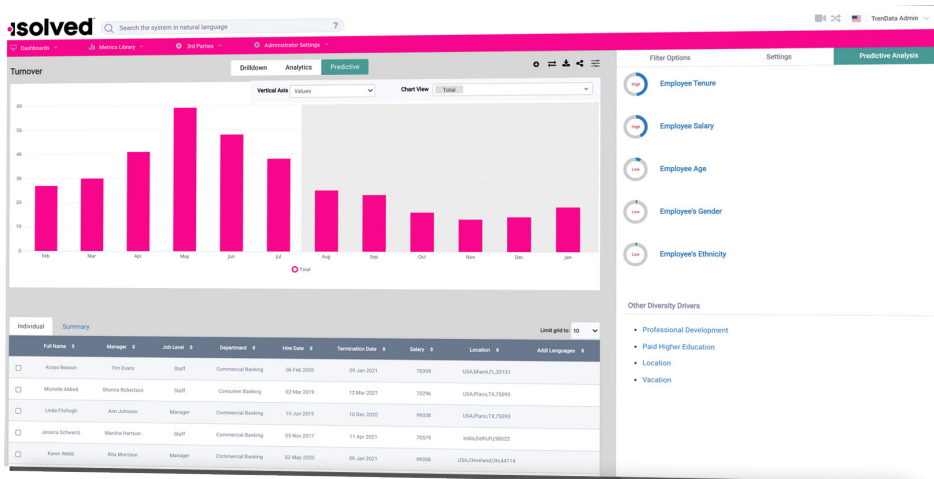 isolved
Search the system in natural language
?
TrenData Admin
Dashboards
Metrics Library
3rd Parties
Administrator Settings
Turnover
Drilldown
Analytics
Predictive
Filter Options
Settings
Predictive Analysis
Vertical Axis
Values
Chart View
Total
60
50
40
30
20
10
0
Feb
Mar
Apr
May
Jun
Jul
Aug
Sep
Oct
Nov
Dec
Jan
Total
High
Employee Tenure
High
Employee Salary
Low
Employee Age
Low
Employee's Gender
Low
Employee's Ethnicity
Other Diversity Drivers
Professional Development
Paid Higher Education
Location
Vacation
Individual
Summary
Limit grid to: 10
Full Name Manager Job Level Department Hire Date Termination Date Salary Location Addl Languages
Korpo Beason Tim Evans Staff Commercial Banking 06 Feb 2020 09 Jan 2021 70398 USA,Miami,FL,33131
Michelle Aldred Shonna Robertson Staff Consumer Banking 02 Mar 2019 12 Mar 2021 70396 USA,Plano,TX,75093
Linda Fitzhugh Ann Johnson Manager Commercial Banking 10 Jun 2019 10 Dec 2020 99338 USA,Plano,TX,75093
Jessica Schwartz Marsha Hartson Staff Commercial Banking 05 Nov 2017 11 Apr 2021 70579 India,Delhi,PJ,98022
Karen Webb Rita Morrison Manager Commercial Banking 02 May 2020 09 Jan 2021 99308 USA,Cleveland,OH,44114